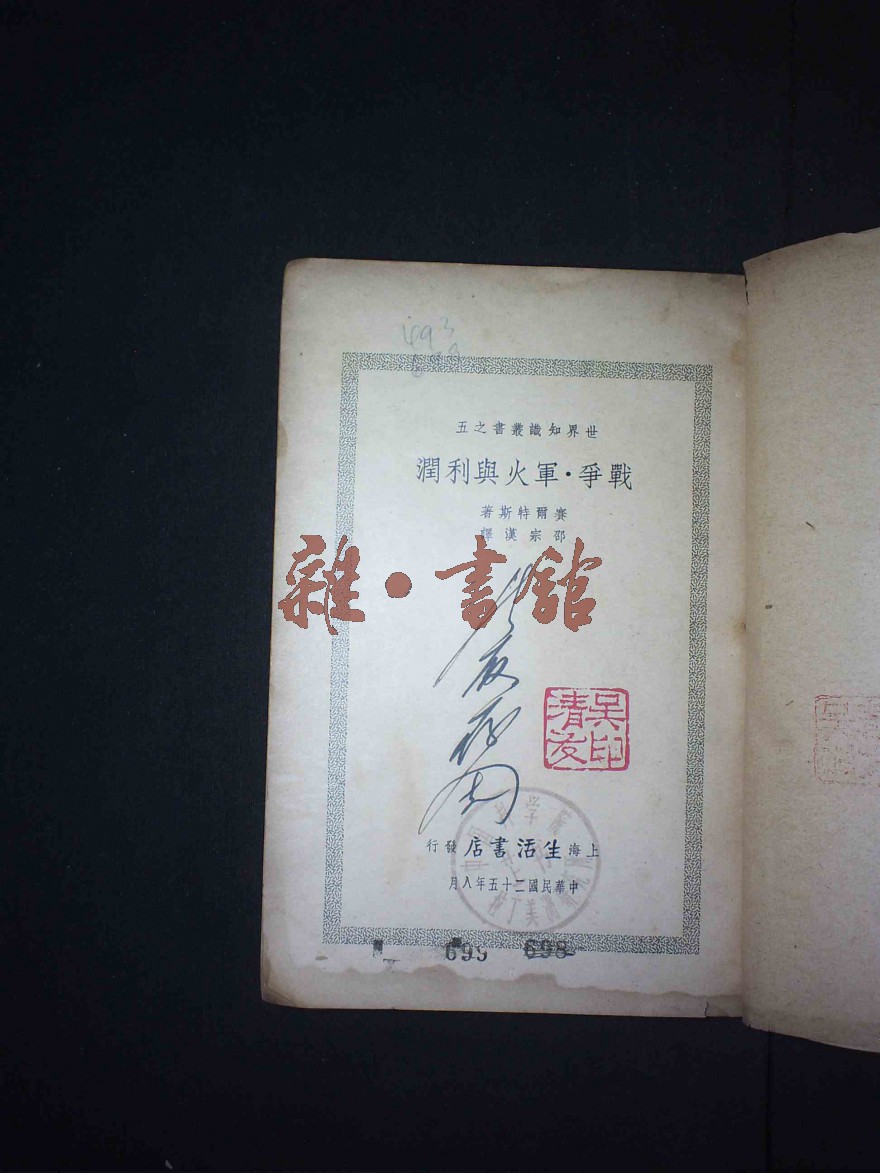 世界知識叢書之五
戰爭·軍火與利潤
賽爾特斯著
邵宗漢譯
雜·書館
吳印清友
上海生活書店發行
中華民國二十五年八月
699 698